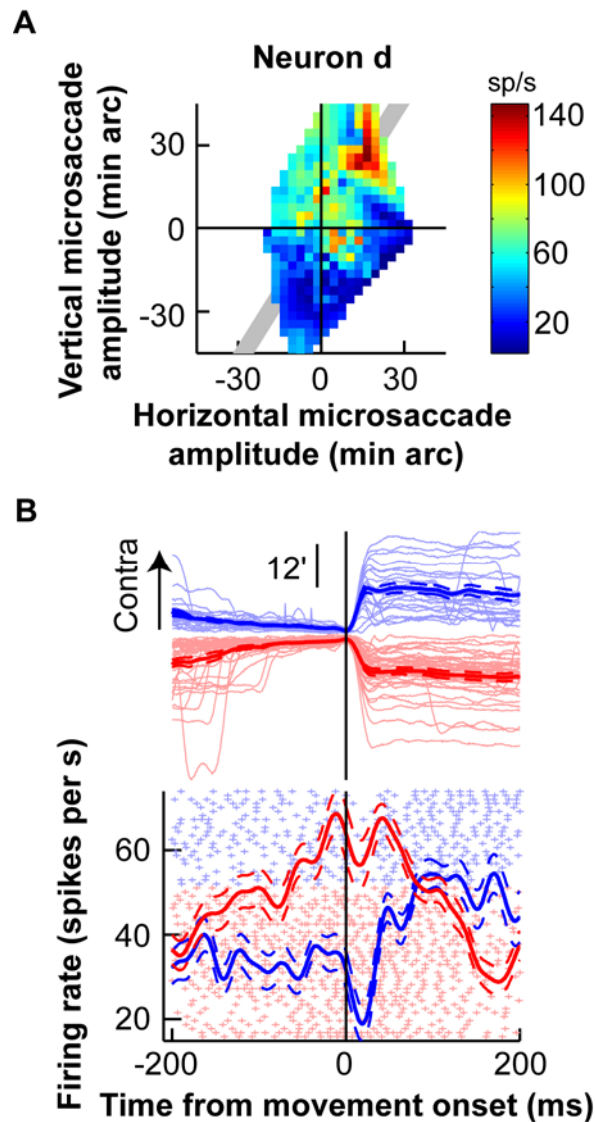 A
Neuron d
sp/s
Vertical microsaccade
amplitude (min arc)
30
0
-30
-30 0 30
Horizontal microsaccade
amplitude (min arc)
140
100
60
20
B
Contra
12'
Firing rate (spikes per s)
60
40
20
-200 0 200
Time from movement onset (ms)